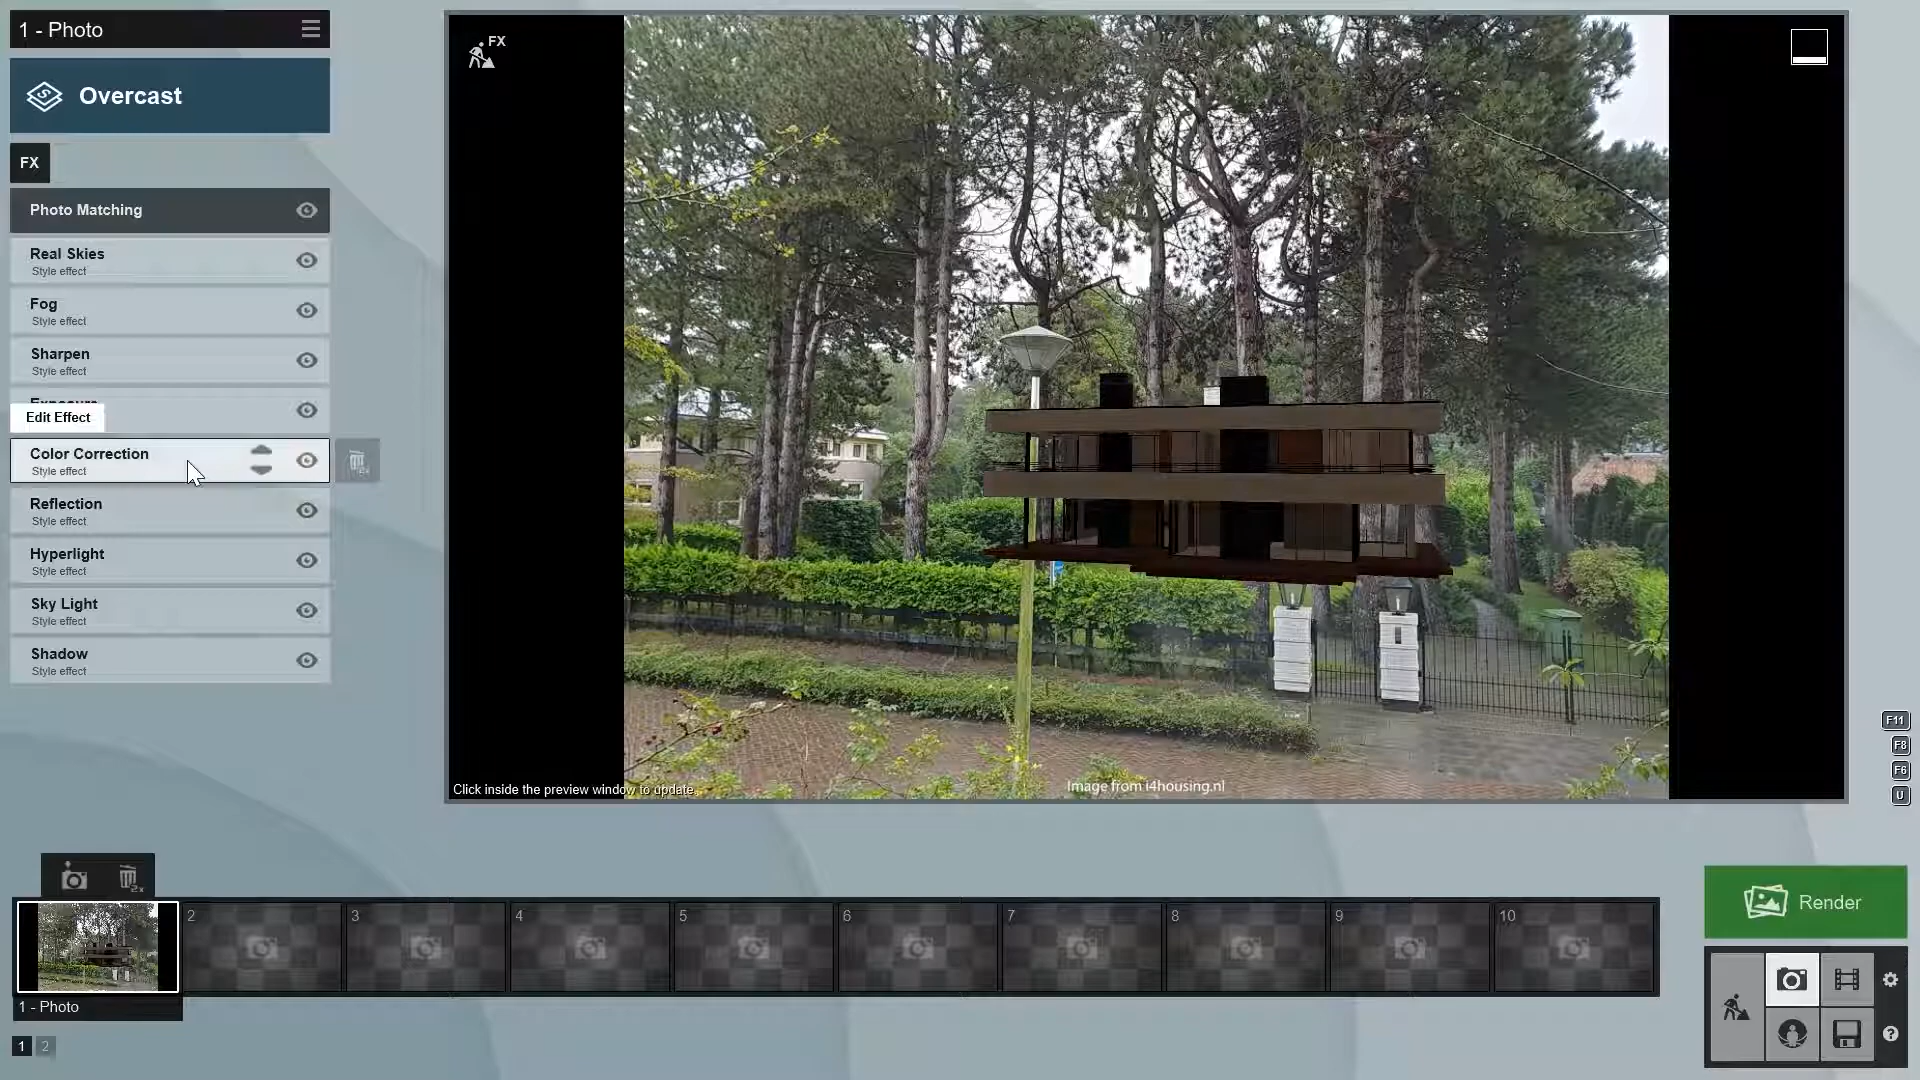 1 - Photo
Overcast
FX
Photo Matching
Real Skies
Style effect
Fog
Style effect
Sharpen
Style effect
Edit Effect
Color Correction
Style effect
Reflection
Style effect
Hyperlight
Style effect
Sky Light
Style effect
Shadow
Style effect
FX
Click inside the preview window to update.
Image from i4housing.nl
F11
F8
F6
U
2x
2
3
4
5
6
7
8
9
10
1 - Photo
1
2
Render
?